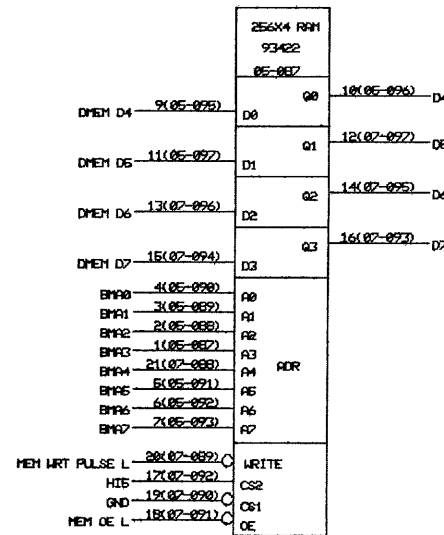 256X4 RAM
93422
05-087
DMEM D4 9(05-095) D0 Q0 10(05-096) D4
DMEM D5 11(05-097) D1 Q1 12(07-097) D5
DMEM D6 13(07-096) D2 Q2 14(07-095) D6
DMEM D7 15(07-094) D3 Q3 16(07-093) D7
BMA0 4(05-090) A0
BMA1 3(05-089) A1
BMA2 2(05-088) A2
BMA3 1(05-087) A3
BMA4 21(07-088) A4 ADR
BMA5 5(05-091) A5
BMA6 6(05-092) A6
BMA7 7(05-093) A7
MEM WRT PULSE L 20(07-089) WRITE
HI5 17(07-092) CS2
GND 19(07-090) CS1
MEM OE L 18(07-091) OE